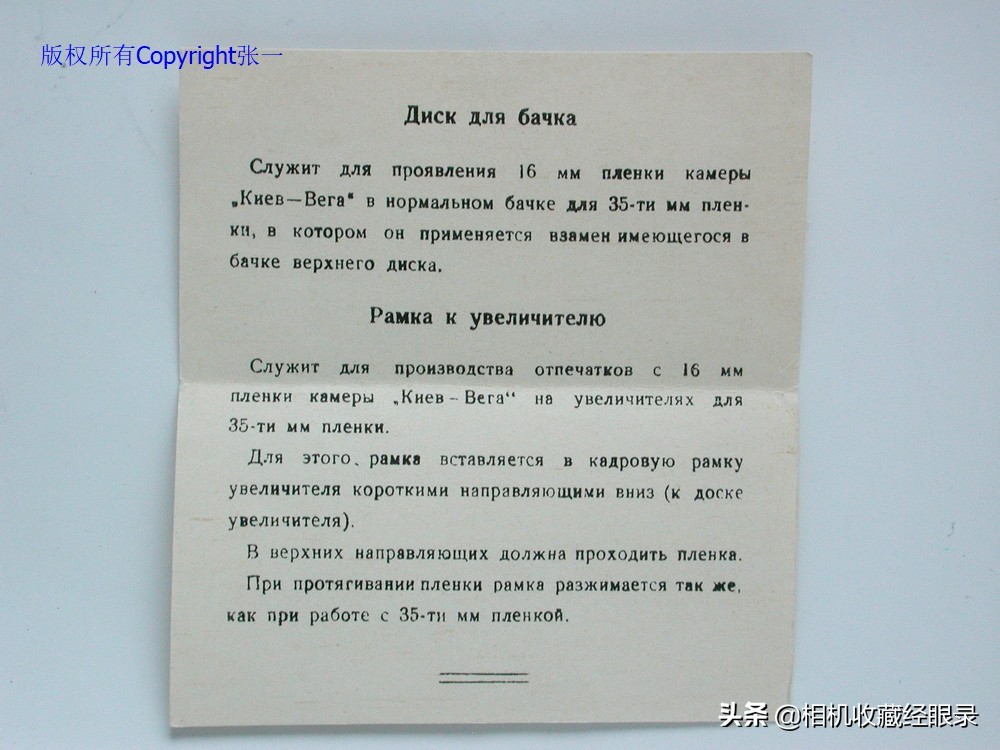 版权所有Copyright张一
Диск для бачка
Служит для проявления 16 мм пленки камеры
„Киев—Вега" в нормальном бачке для 35-ти мм плен-
ки, в котором он применяется взамен имеющегося в
бачке верхнего диска.
Рамка к увеличителю
Служит для производства отпечатков с 16 мм
пленки камеры „Киев – Вега“ на увеличителях для
35-ти мм пленки.
Для этого, рамка вставляется в кадровую рамку
увеличителя короткими направляющими вниз (к доске
увеличителя).
В верхних направляющих должна проходить пленка.
При протягивании пленки рамка разжимается так же,
как при работе с 35-ти мм пленкой.
头条 @相机收藏经眼录